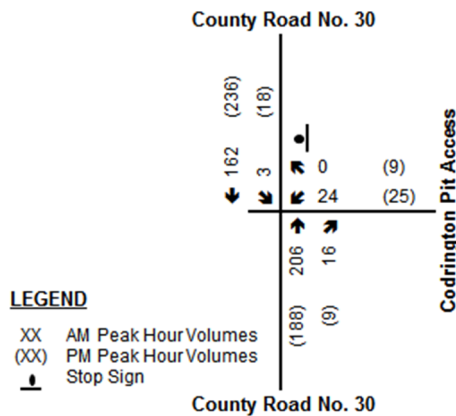 County Road No. 30
(236)
(18)
162
3
0 (9)
24 (25)
Codrington Pit Access
206
16
(188)
(9)
LEGEND
XX AM Peak Hour Volumes
(XX) PM Peak Hour Volumes
Stop Sign
County Road No. 30